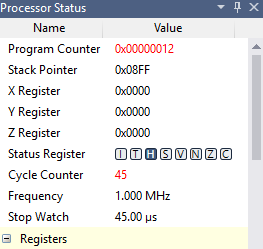 Processor Status
Name Value
Program Counter 0x00000012
Stack Pointer 0x08FF
X Register 0x0000
Y Register 0x0000
Z Register 0x0000
Status Register I T H S V N Z C
Cycle Counter 45
Frequency 1.000 MHz
Stop Watch 45.00 µs
Registers